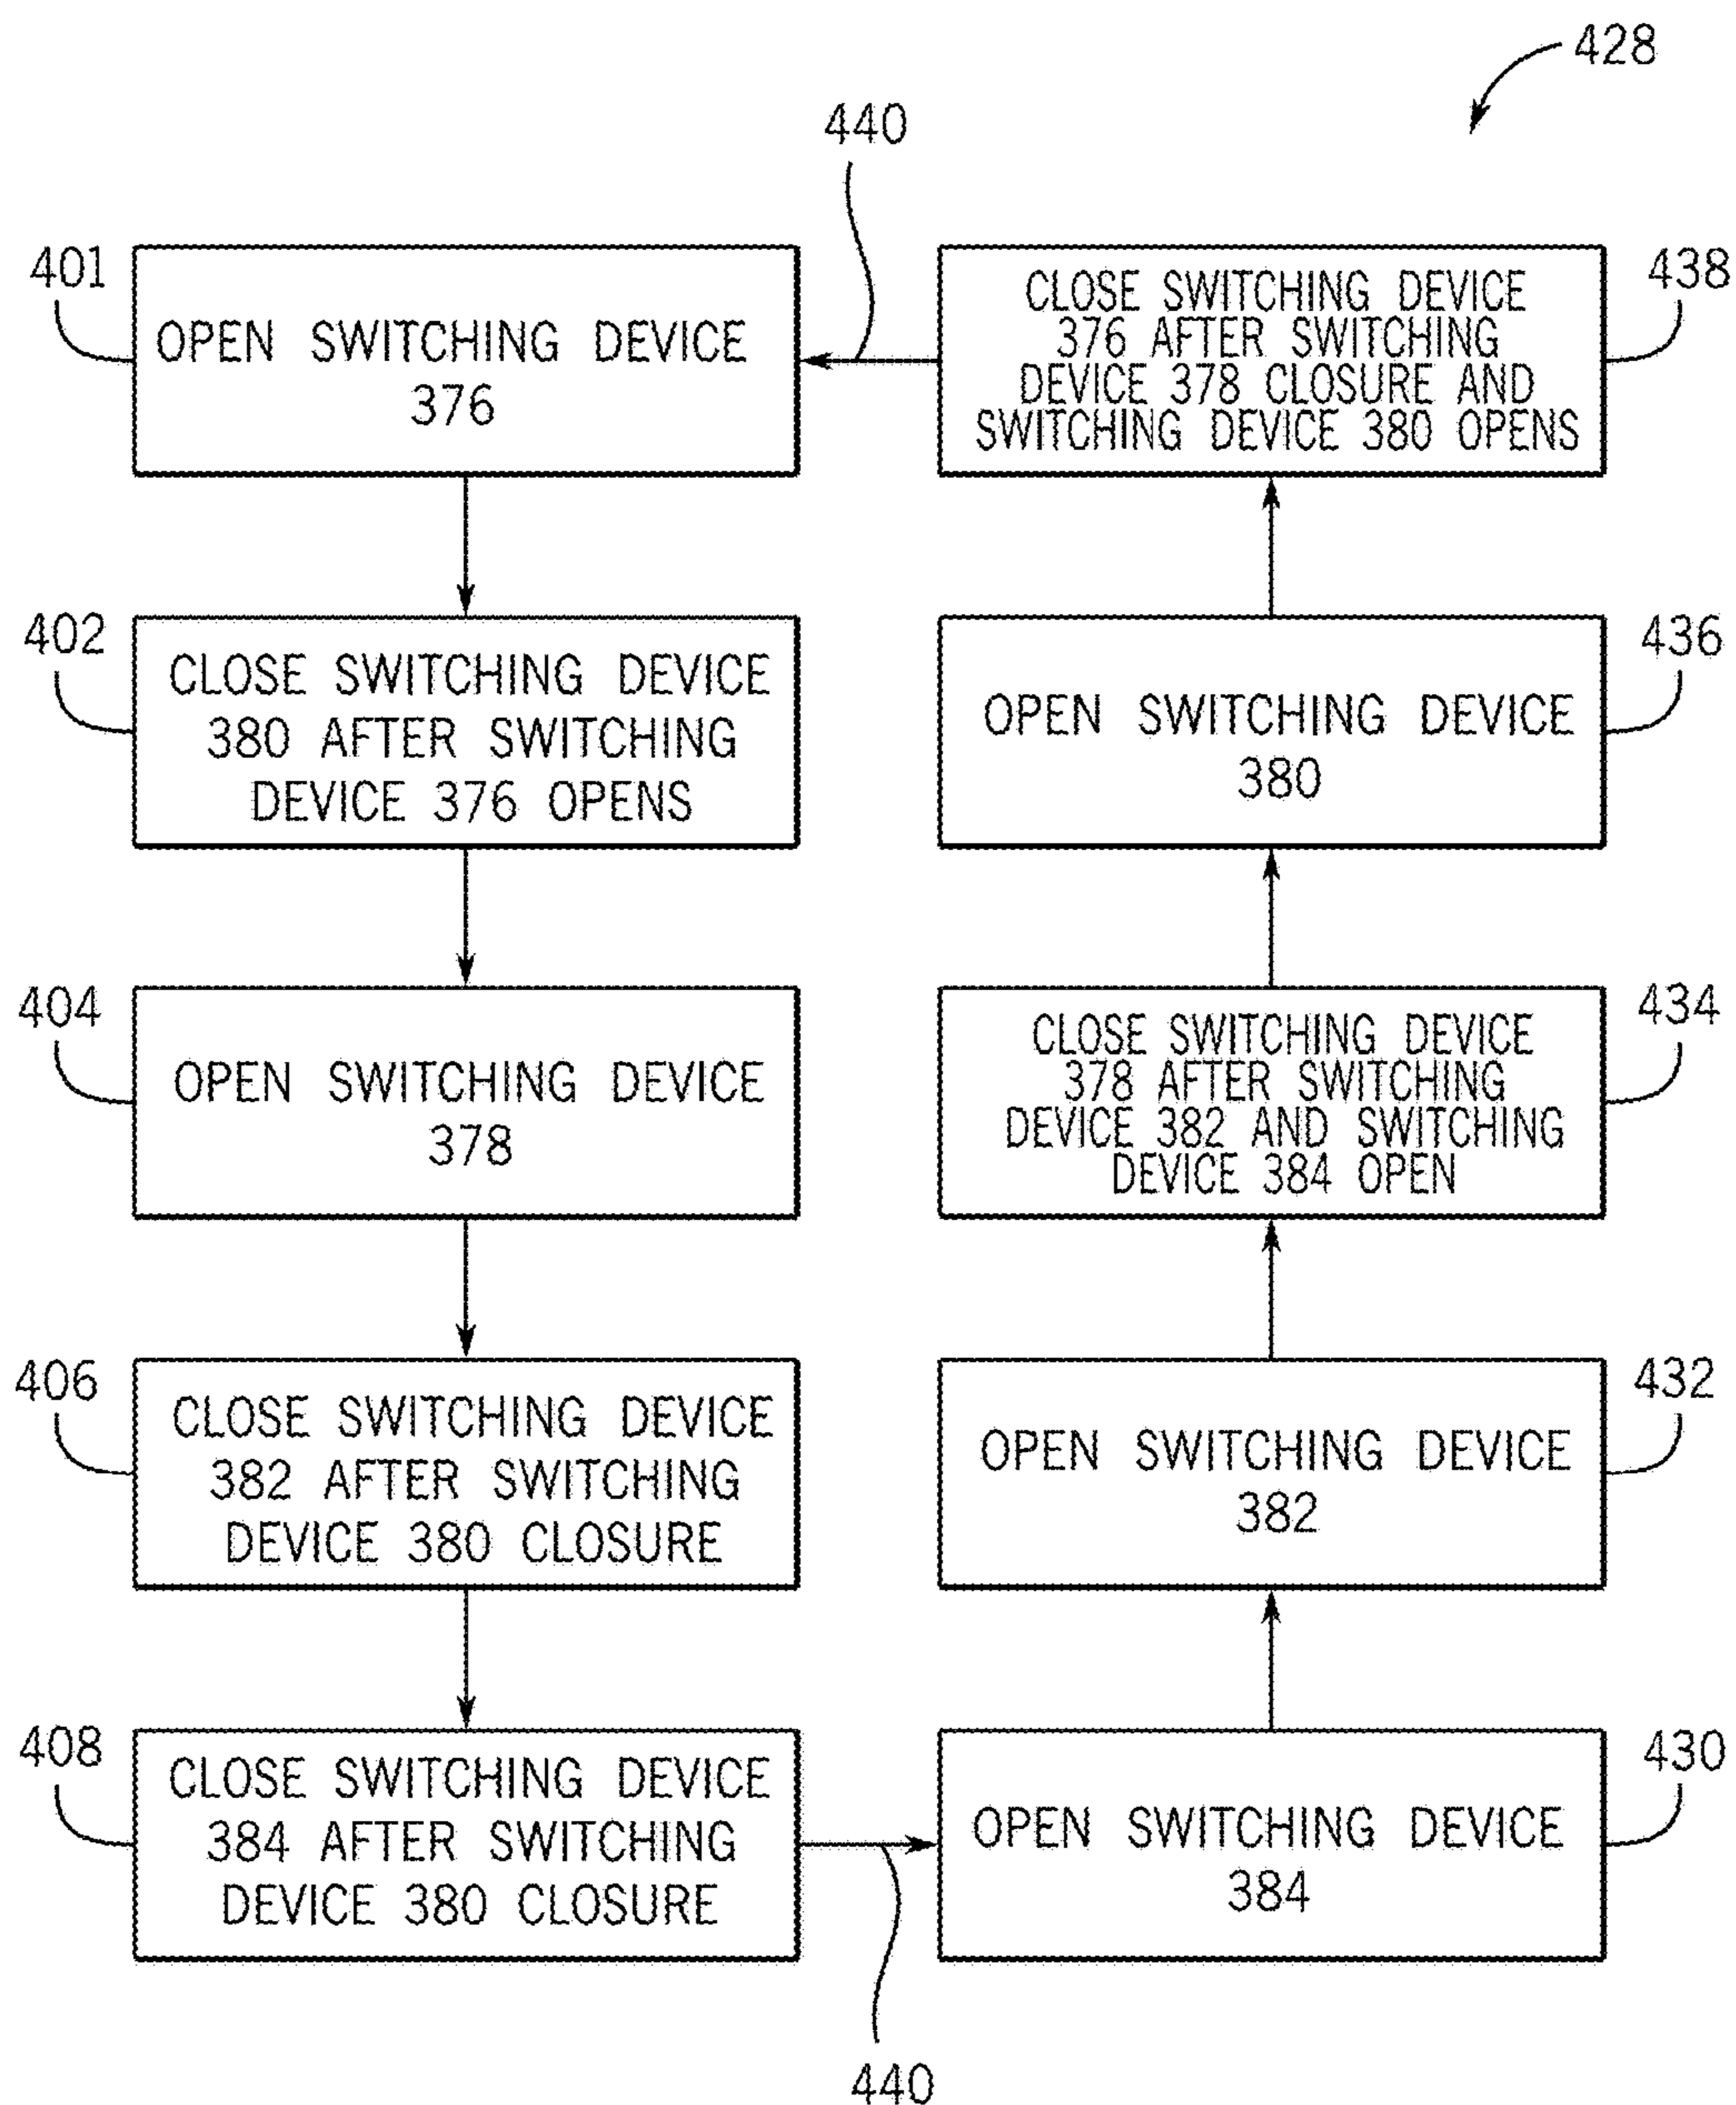 428
440
401
OPEN SWITCHING DEVICE
376
438
CLOSE SWITCHING DEVICE
376 AFTER SWITCHING
DEVICE 378 CLOSURE AND
SWITCHING DEVICE 380 OPENS
402
CLOSE SWITCHING DEVICE
380 AFTER SWITCHING
DEVICE 376 OPENS
436
OPEN SWITCHING DEVICE
380
404
OPEN SWITCHING DEVICE
378
434
CLOSE SWITCHING DEVICE
378 AFTER SWITCHING
DEVICE 382 AND SWITCHING
DEVICE 384 OPEN
406
CLOSE SWITCHING DEVICE
382 AFTER SWITCHING
DEVICE 380 CLOSURE
432
OPEN SWITCHING DEVICE
382
408
CLOSE SWITCHING DEVICE
384 AFTER SWITCHING
DEVICE 380 CLOSURE
430
OPEN SWITCHING DEVICE
384
440